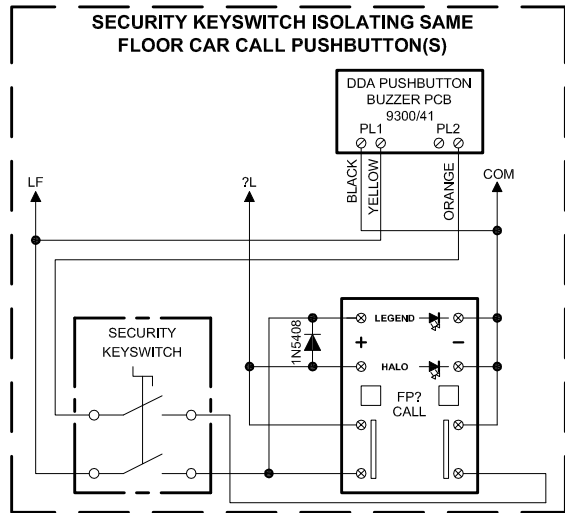 SECURITY KEYSWITCH ISOLATING SAME
FLOOR CAR CALL PUSHBUTTON(S)
DDA PUSHBUTTON
BUZZER PCB
9300/41
PL1 PL2
LF
?L
BLACK
YELLOW
ORANGE
COM
SECURITY
KEYSWITCH
1N5408
LEGEND
+ −
HALO
FP?
CALL